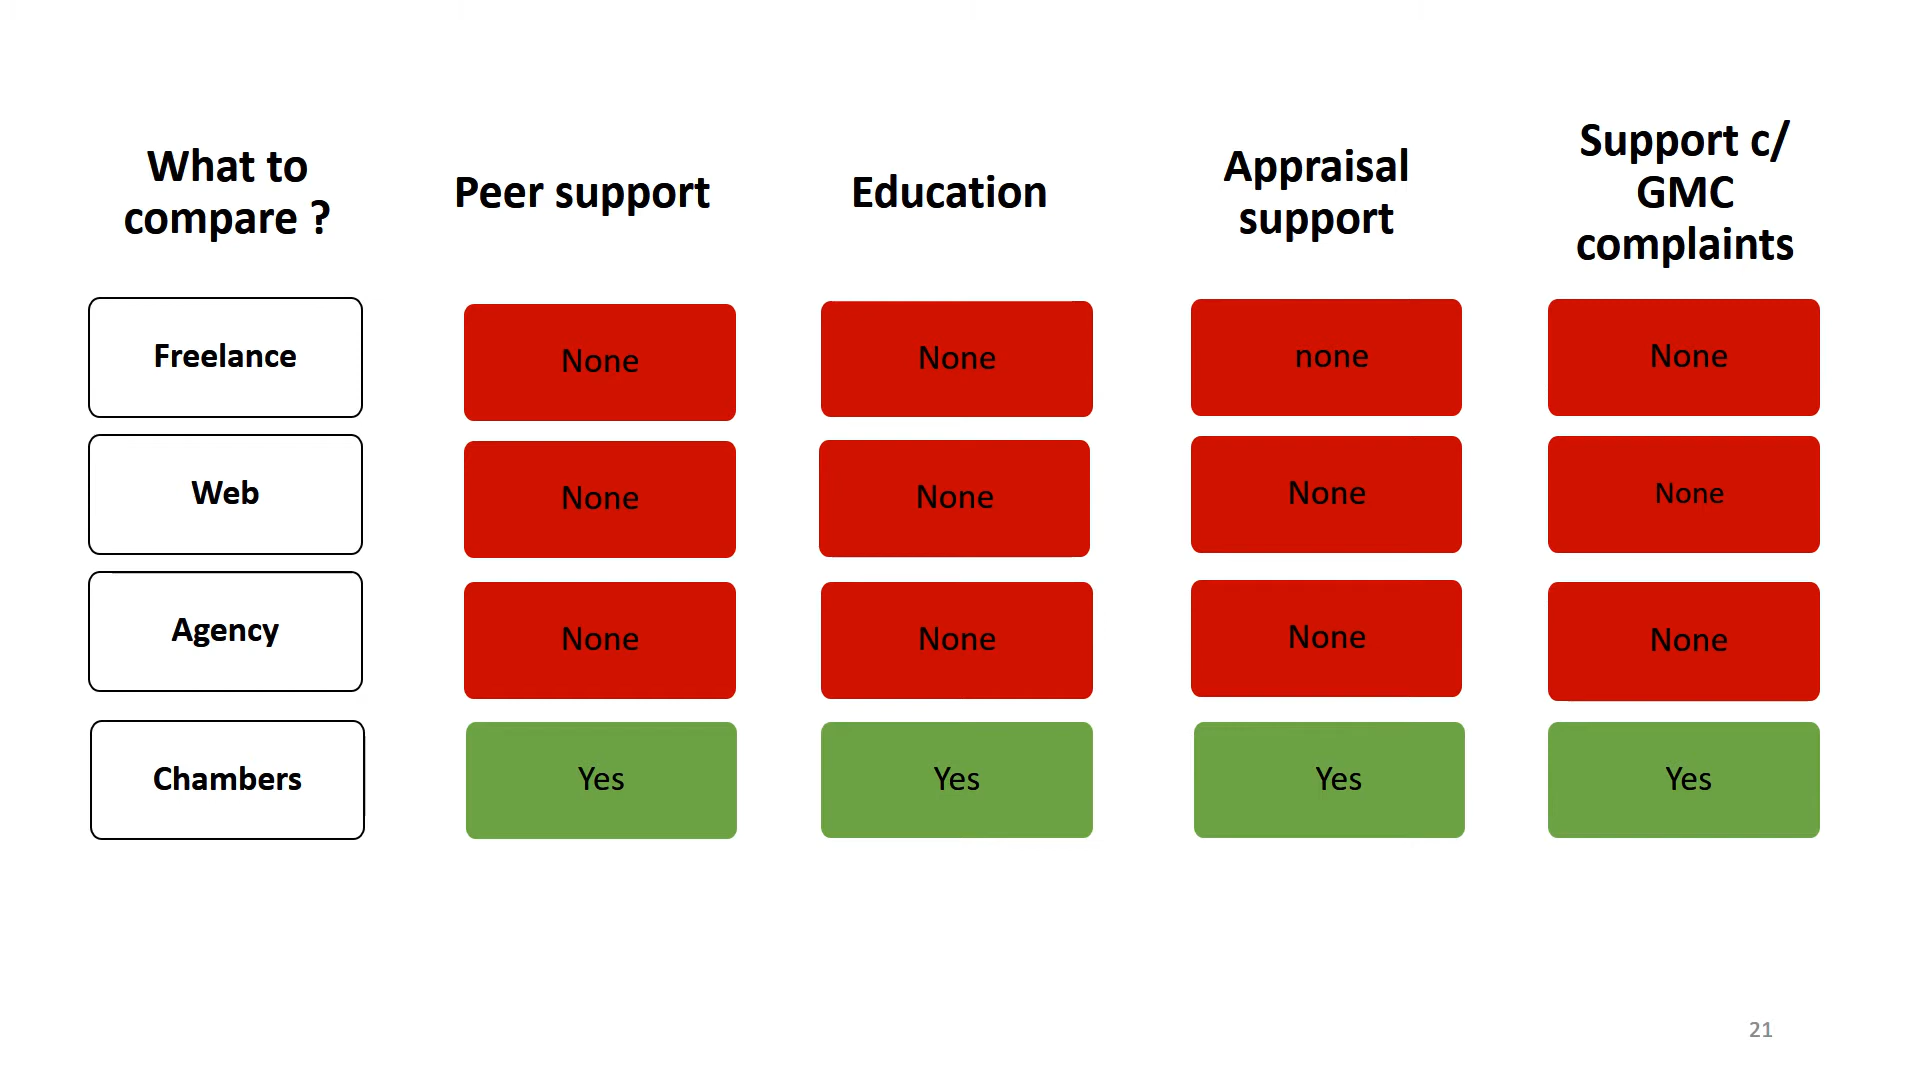 What to
compare ?
Peer support
Education
Appraisal
support
Support c/
GMC
complaints
Freelance
None
None
none
None
Web
None
None
None
None
Agency
None
None
None
None
Chambers
Yes
Yes
Yes
Yes
21